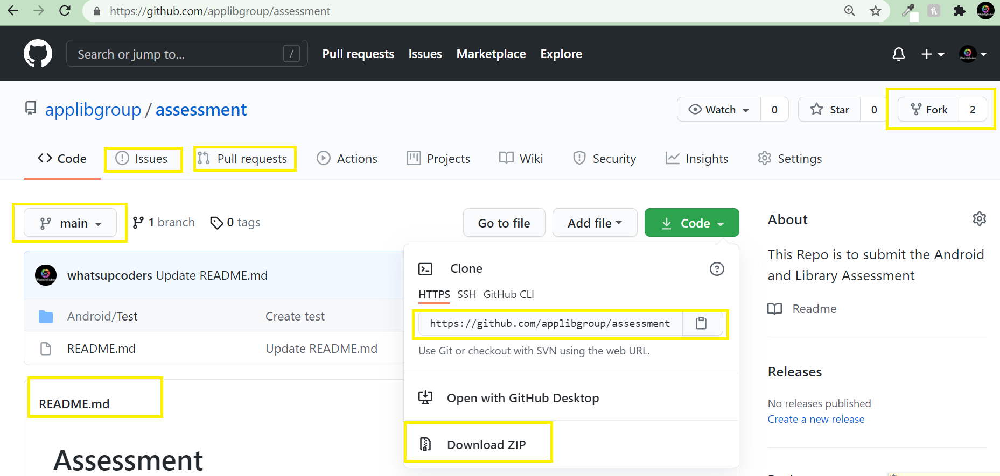 https://github.com/applibgroup/assessment
Search or jump to... /
Pull requests Issues Marketplace Explore
applibgroup / assessment
Watch 0 Star 0 Fork 2
Code Issues Pull requests Actions Projects Wiki Security Insights Settings
main 1 branch 0 tags Go to file Add file Code
About
This Repo is to submit the Android
and Library Assessment
Readme
Releases
No releases published
Create a new release
whatsupcoders Update README.md
Android/Test Create test
README.md Update README.md
Clone
HTTPS SSH GitHub CLI
https://github.com/applibgroup/assessment
Use Git or checkout with SVN using the web URL.
Open with GitHub Desktop
Download ZIP
README.md
Assessment